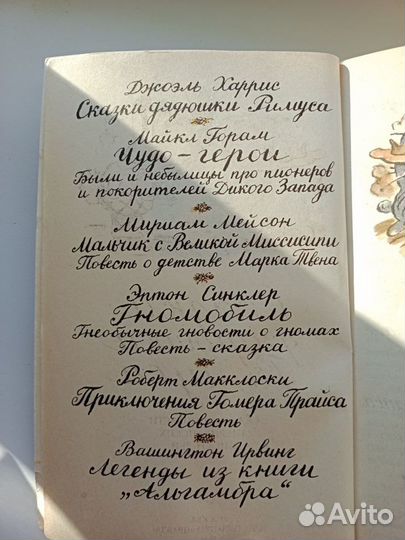 Джоэль Харрис
Сказки дядюшки Римуса
Майкл Горам
Чудо-герои
Были и небылицы про пионеров
и покорителей Дикого Запада
Мириам Мейсон
Мальчик с Великой Миссисипи
Повесть о детстве Марка Твена
Эптон Синклер
Гномобиль
Гнеобычные гновости о гномах
Повесть-сказка
Роберт Макклоски
Приключения Гомера Прайса
Повесть
Вашингтон Ирвинг
Легенды из книги
„Альгамбра“
Avito